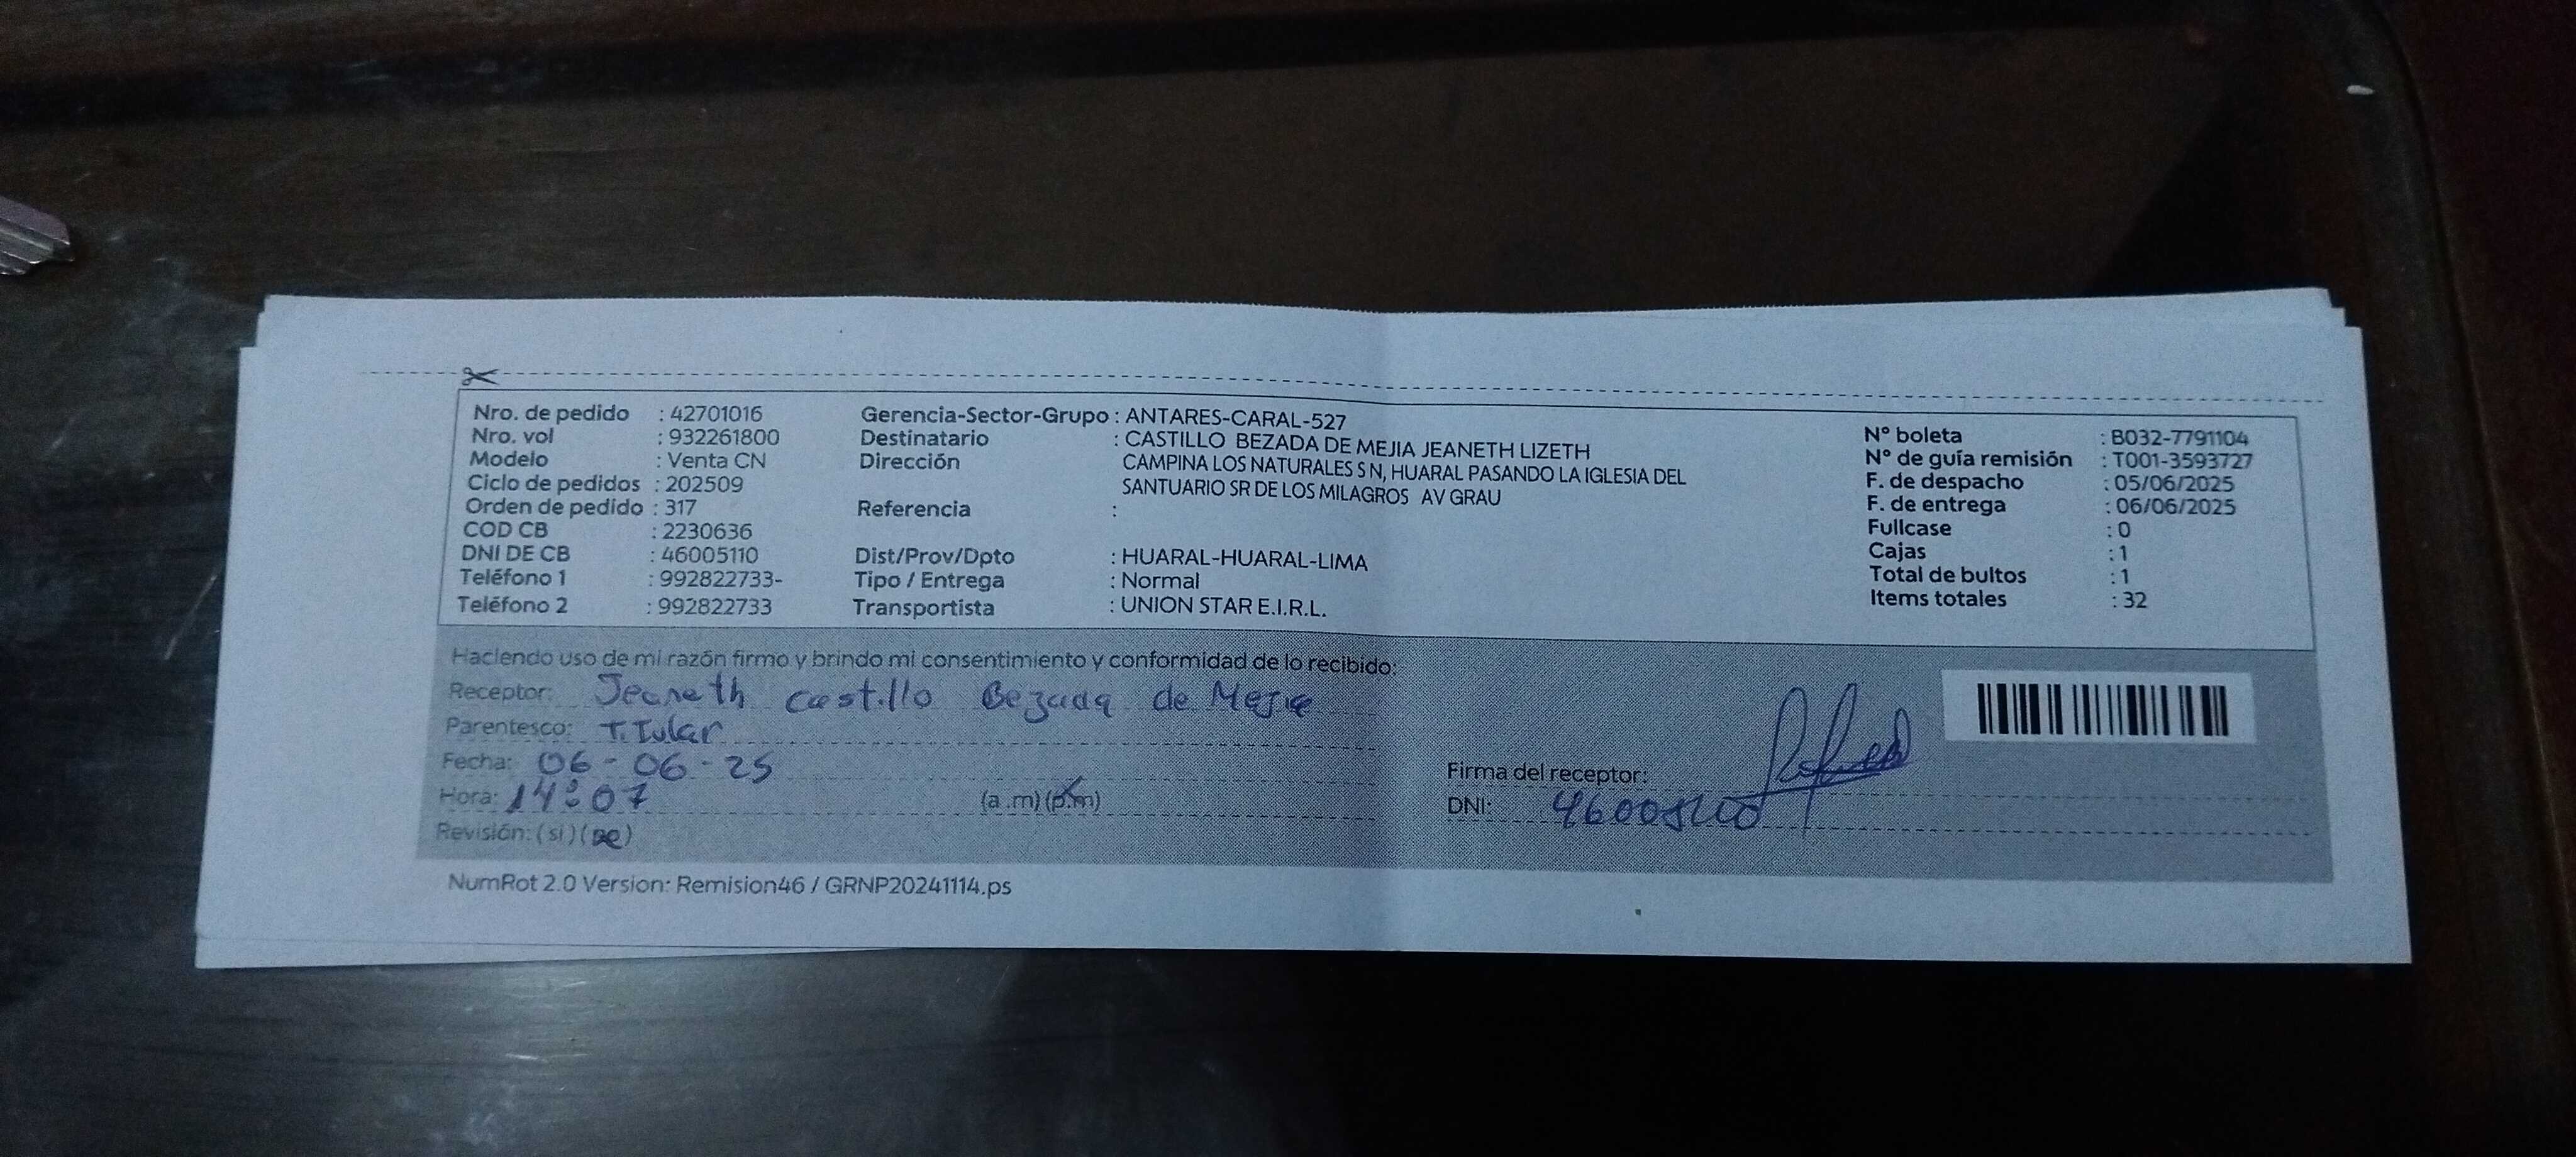 Nro. de pedido : 42701016
Nro. vol : 932261800
Modelo : Venta CN
Ciclo de pedidos : 202509
Orden de pedido : 317
COD CB : 2230636
DNI DE CB : 46005110
Teléfono 1 : 992822733-
Teléfono 2 : 992822733
Gerencia-Sector-Grupo : ANTARES-CARAL-527
Destinatario : CASTILLO BEZADA DE MEJIA JEANETH LIZETH
Dirección CAMPINA LOS NATURALES S N, HUARAL PASANDO LA IGLESIA DEL
SANTUARIO SR DE LOS MILAGROS AV GRAU
Referencia :
Dist/Prov/Dpto : HUARAL-HUARAL-LIMA
Tipo / Entrega : Normal
Transportista : UNION STAR E.I.R.L.
N° boleta : B032-7791104
N° de guía remisión : T001-3593727
F. de despacho : 05/06/2025
F. de entrega : 06/06/2025
Fullcase : 0
Cajas : 1
Total de bultos : 1
Items totales : 32
Haciendo uso de mi razón firmo y brindo mi consentimiento y conformidad de lo recibido:
Receptor: Jeaneth Castillo Bezada de Mejia
Parentesco: Titular
Fecha: 06-06-25
Hora: 14:07 (a.m) (p.m)
Revisión: (si) (no)
Firma del receptor:
DNI:
NumRot 2.0 Version: Remision46 / GRNP20241114.ps